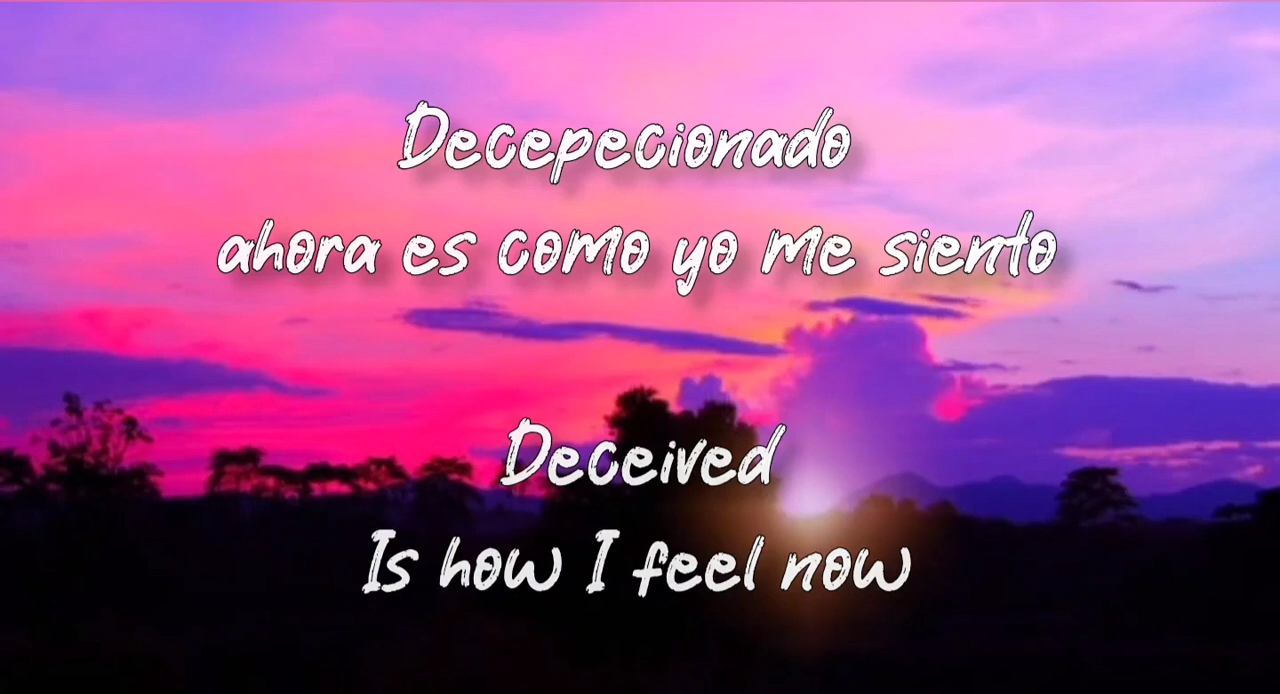 Decepecionado
ahora es como yo me siento
Deceived
Is how I feel now